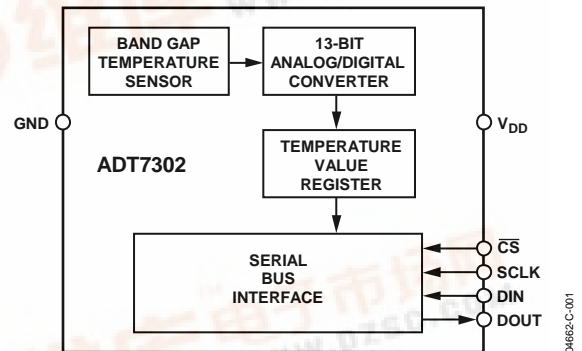 BAND GAP
TEMPERATURE
SENSOR
13-BIT
ANALOG/DIGITAL
CONVERTER
GND
VDD
ADT7302
TEMPERATURE
VALUE
REGISTER
SERIAL
BUS
INTERFACE
CS
SCLK
DIN
DOUT
04662-C-001